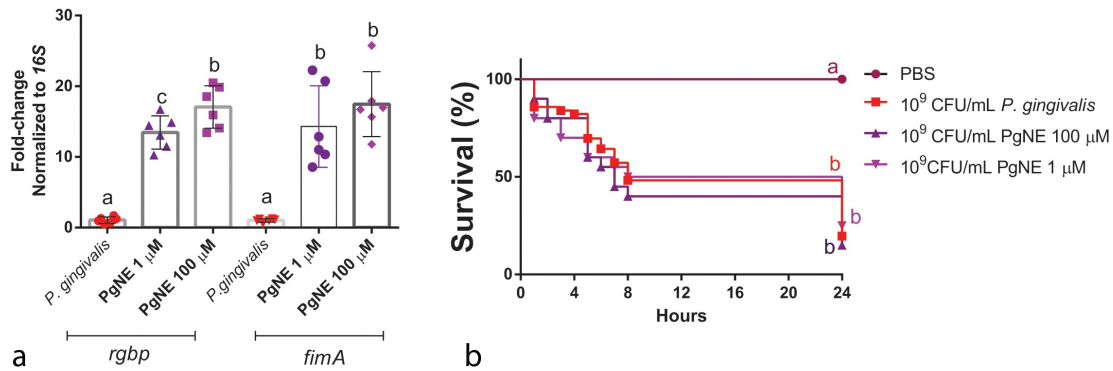 30
20
10
0
Fold-change
Normalized to 16S
a
c
b
a
b
b
P. gingivalis
PgNE 1 µM
PgNE 100 µM
P.gingivalis
PgNE 1 µM
PgNE 100 µM
rgbp
fimA
a
Survival (%)
100
50
0
0
4
8
12
16
20
24
Hours
a
b
b
b
PBS
10⁹ CFU/mL P. gingivalis
10⁹ CFU/mL PgNE 100 µM
10⁹CFU/mL PgNE 1 µM
b